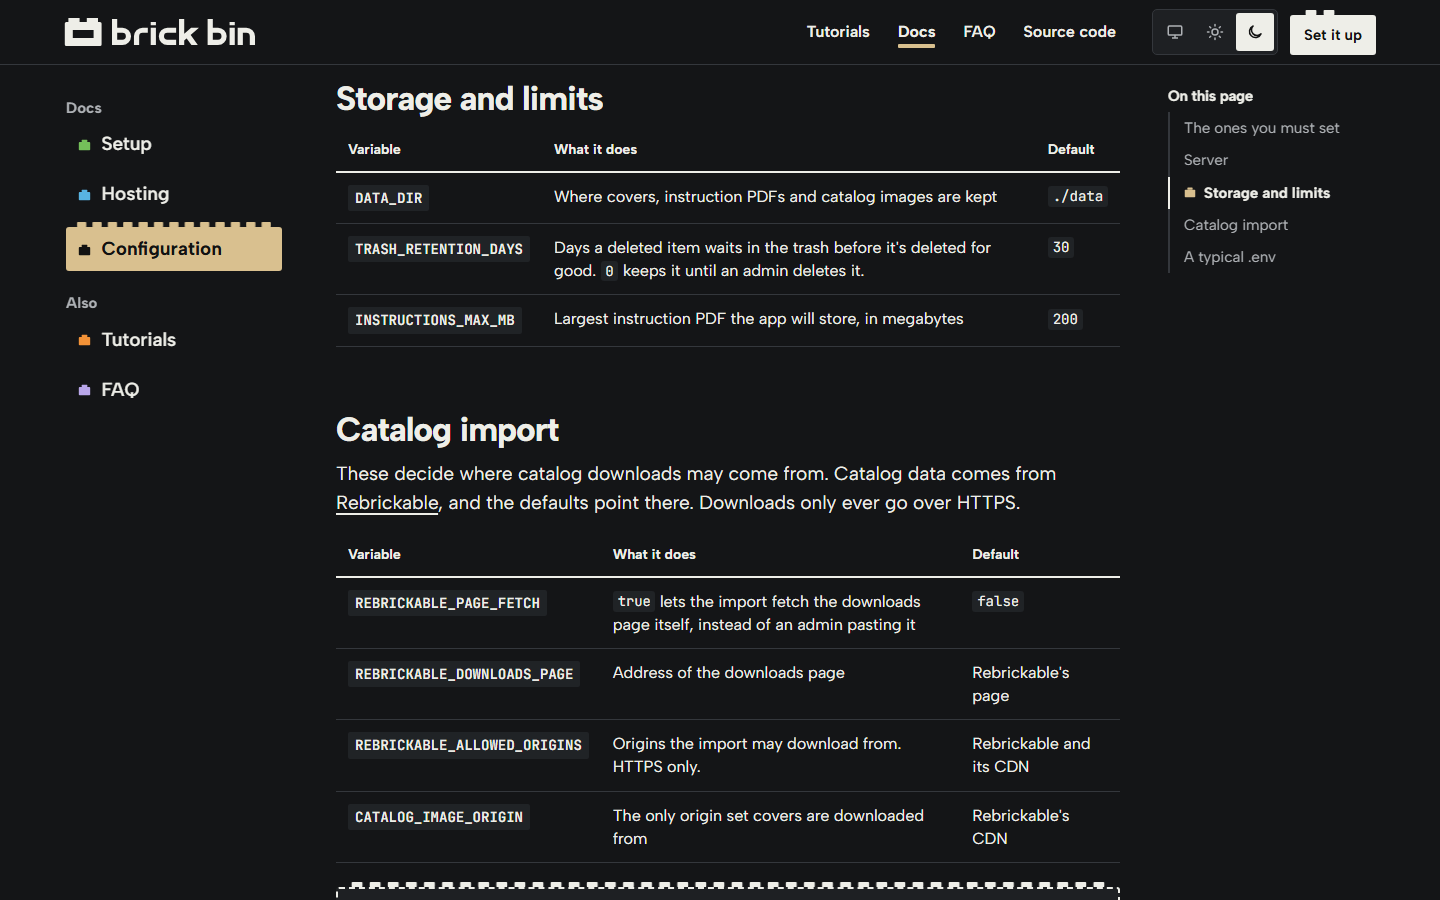 brick bin
Tutorials
Docs
FAQ
Source code
Set it up
Docs
Setup
Hosting
Configuration
Also
Tutorials
FAQ
Storage and limits
Variable What it does Default
DATA_DIR Where covers, instruction PDFs and catalog images are kept ./data
TRASH_RETENTION_DAYS Days a deleted item waits in the trash before it's deleted for 30
good. 0 keeps it until an admin deletes it.
INSTRUCTIONS_MAX_MB Largest instruction PDF the app will store, in megabytes 200
Catalog import
These decide where catalog downloads may come from. Catalog data comes from
Rebrickable, and the defaults point there. Downloads only ever go over HTTPS.
Variable What it does Default
REBRICKABLE_PAGE_FETCH true lets the import fetch the downloads false
page itself, instead of an admin pasting it
REBRICKABLE_DOWNLOADS_PAGE Address of the downloads page Rebrickable's
page
REBRICKABLE_ALLOWED_ORIGINS Origins the import may download from. Rebrickable and
HTTPS only. its CDN
CATALOG_IMAGE_ORIGIN The only origin set covers are downloaded Rebrickable's
from CDN
On this page
The ones you must set
Server
Storage and limits
Catalog import
A typical .env